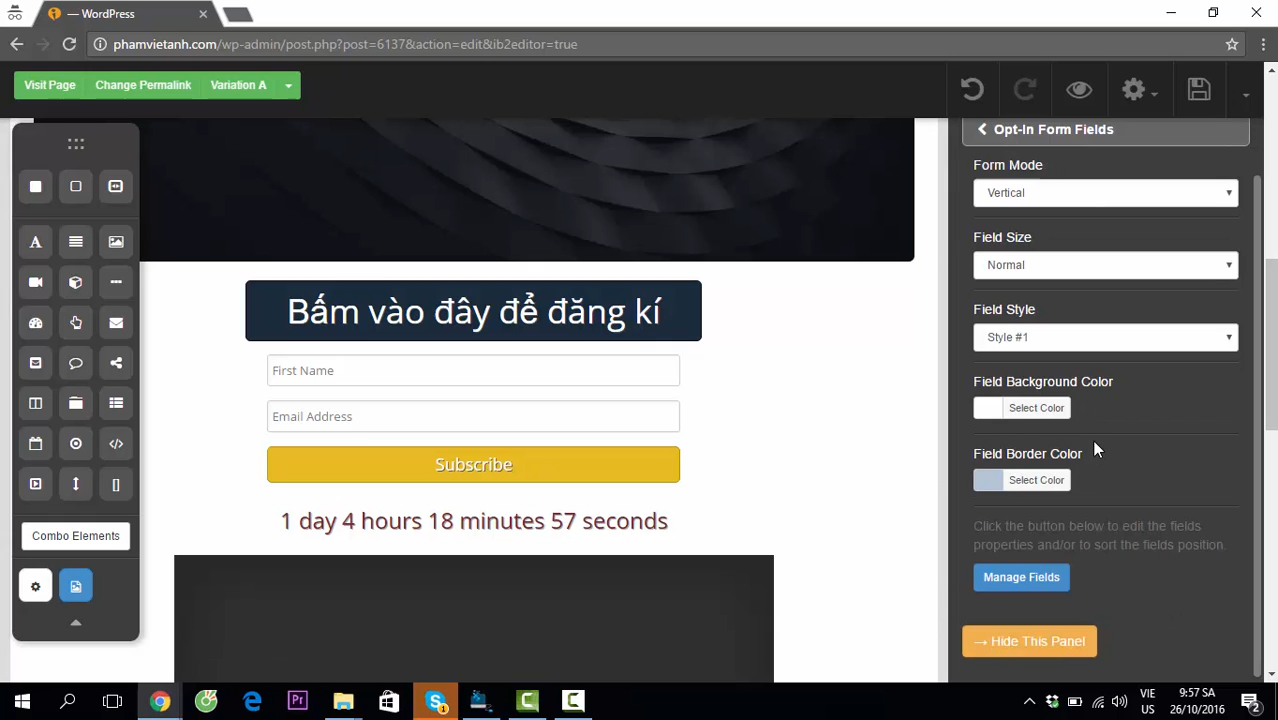 — WordPress
phamvietanh.com/wp-admin/post.php?post=6137&action=edit&ib2editor=true
Visit Page
Change Permalink
Variation A
Opt-In Form Fields
Form Mode
Vertical
Field Size
Normal
Field Style
Style #1
Field Background Color
Select Color
Field Border Color
Select Color
Click the button below to edit the fields
properties and/or to sort the fields position.
Manage Fields
→ Hide This Panel
Bấm vào đây để đăng kí
First Name
Email Address
Subscribe
1 day 4 hours 18 minutes 57 seconds
Combo Elements
VIE
US
9:57 SA
26/10/2016